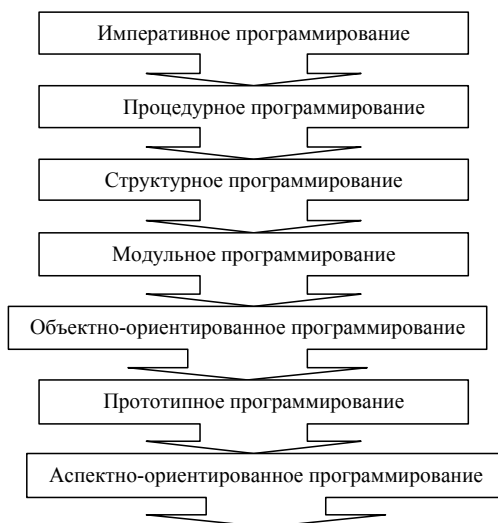 Императивное программирование
Процедурное программирование
Структурное программирование
Модульное программирование
Объектно-ориентированное программирование
Прототипное программирование
Аспектно-ориентированное программирование